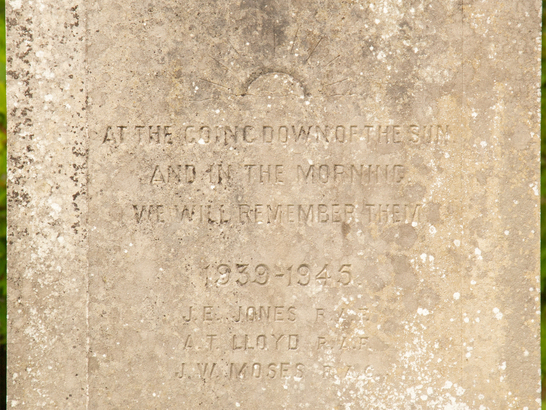 AT THE GOING DOWN OF THE SUN
AND IN THE MORNING
WE WILL REMEMBER THEM
1939-1945
J.E. JONES R.A.F.
A.T. LLOYD R.A.F.
J.W. MOSES R.A.C.